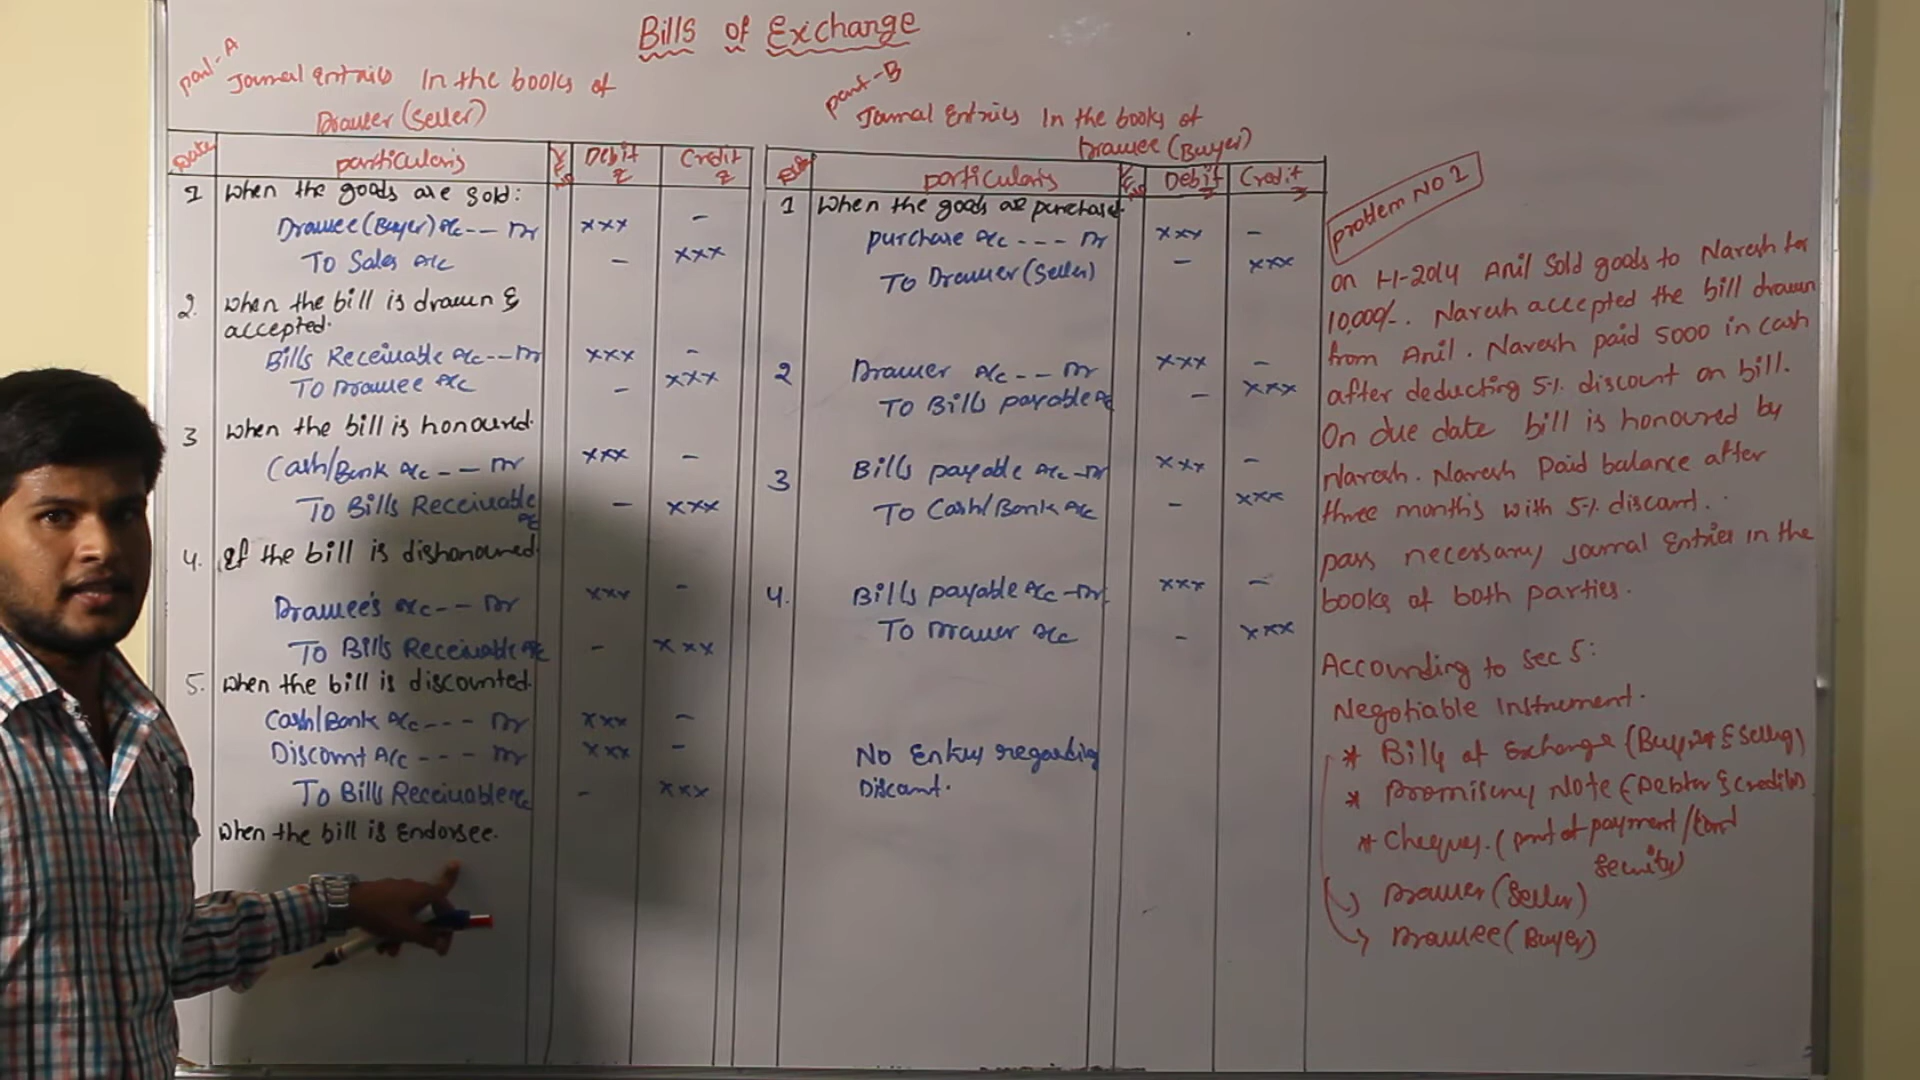 Bills of Exchange
part-A
Journal Entries In the books of
Drawer (Seller)
Date particulars Debit ₹ Credit ₹
1 When the goods are sold:
Drawee (Buyer) A/c -- Dr xxx -
To Sales A/c - xxx
2. When the bill is drawn &
accepted.
Bills Receivable A/c -- Dr xxx -
To Drawee A/c - xxx
3 When the bill is honoured.
Cash/Bank A/c -- Dr xxx -
To Bills Receivable - xxx
A/c
4. If the bill is dishonoured.
Drawee's A/c -- Dr xxx -
To Bills Receivable A/c - xxx
5. When the bill is discounted.
Cash/Bank A/c --- Dr xxx -
Discount A/c --- Dr xxx -
To Bills Receivable A/c - xxx
When the bill is Endorsee.
part-B
Journal Entries In the books of
Drawee (Buyer)
particulars Debit Credit
1 When the goods are purchased.
purchase A/c --- Dr xxx -
To Drawer (Seller) - xxx
2 Drawer A/c -- Dr xxx -
To Bills payable A/c - xxx
3 Bills payable A/c - Dr xxx -
To Cash/Bank A/c - xxx
4. Bills payable A/c - Dr xxx -
To Drawer A/c - xxx
No Entry regarding
Discount.
problem NO 1
on 1-1-2014 Anil Sold goods to Naresh for
10,000/-. Naresh accepted the bill drawn
from Anil. Naresh paid 5000 in cash
after deducting 5% discount on bill.
On due date bill is honoured by
Naresh. Naresh Paid balance after
three months with 5% discount.
pass necessary Journal Entries in the
books of both parties.
According to Sec 5:
Negotiable Instrument.
* Bills of Exchange (Buying & Selling)
* promissory Note (Debtor & Creditor)
* Cheques. (part of payment/
Security)
→ Drawer (Seller)
→ Drawee (Buyer)